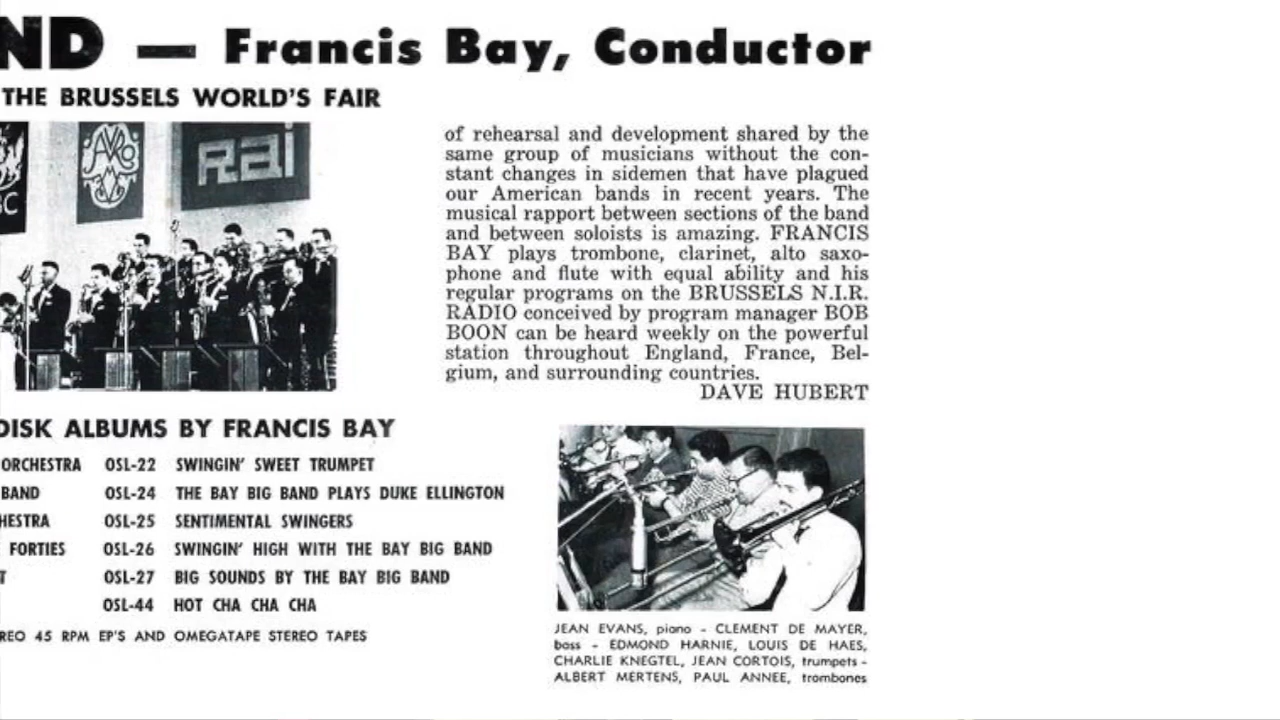 ND — Francis Bay, Conductor
THE BRUSSELS WORLD'S FAIR
Rai
of rehearsal and development shared by the
same group of musicians without the con-
stant changes in sidemen that have plagued
our American bands in recent years. The
musical rapport between sections of the band
and between soloists is amazing. FRANCIS
BAY plays trombone, clarinet, alto saxo-
phone and flute with equal ability and his
regular programs on the BRUSSELS N.I.R.
RADIO conceived by program manager BOB
BOON can be heard weekly on the powerful
station throughout England, France, Bel-
gium, and surrounding countries.
DAVE HUBERT
DISK ALBUMS BY FRANCIS BAY
ORCHESTRA OSL-22 SWINGIN' SWEET TRUMPET
BAND OSL-24 THE BAY BIG BAND PLAYS DUKE ELLINGTON
HESTRA OSL-25 SENTIMENTAL SWINGERS
FORTIES OSL-26 SWINGIN' HIGH WITH THE BAY BIG BAND
T OSL-27 BIG SOUNDS BY THE BAY BIG BAND
OSL-44 HOT CHA CHA CHA
REO 45 RPM EP'S AND OMEGATAPE STEREO TAPES
JEAN EVANS, piano - CLEMENT DE MAYER,
bass - EDMOND HARNIE, LOUIS DE HAES,
CHARLIE KNEGTEL, JEAN CORTOIS, trumpets -
ALBERT MERTENS, PAUL ANNEE, trombones